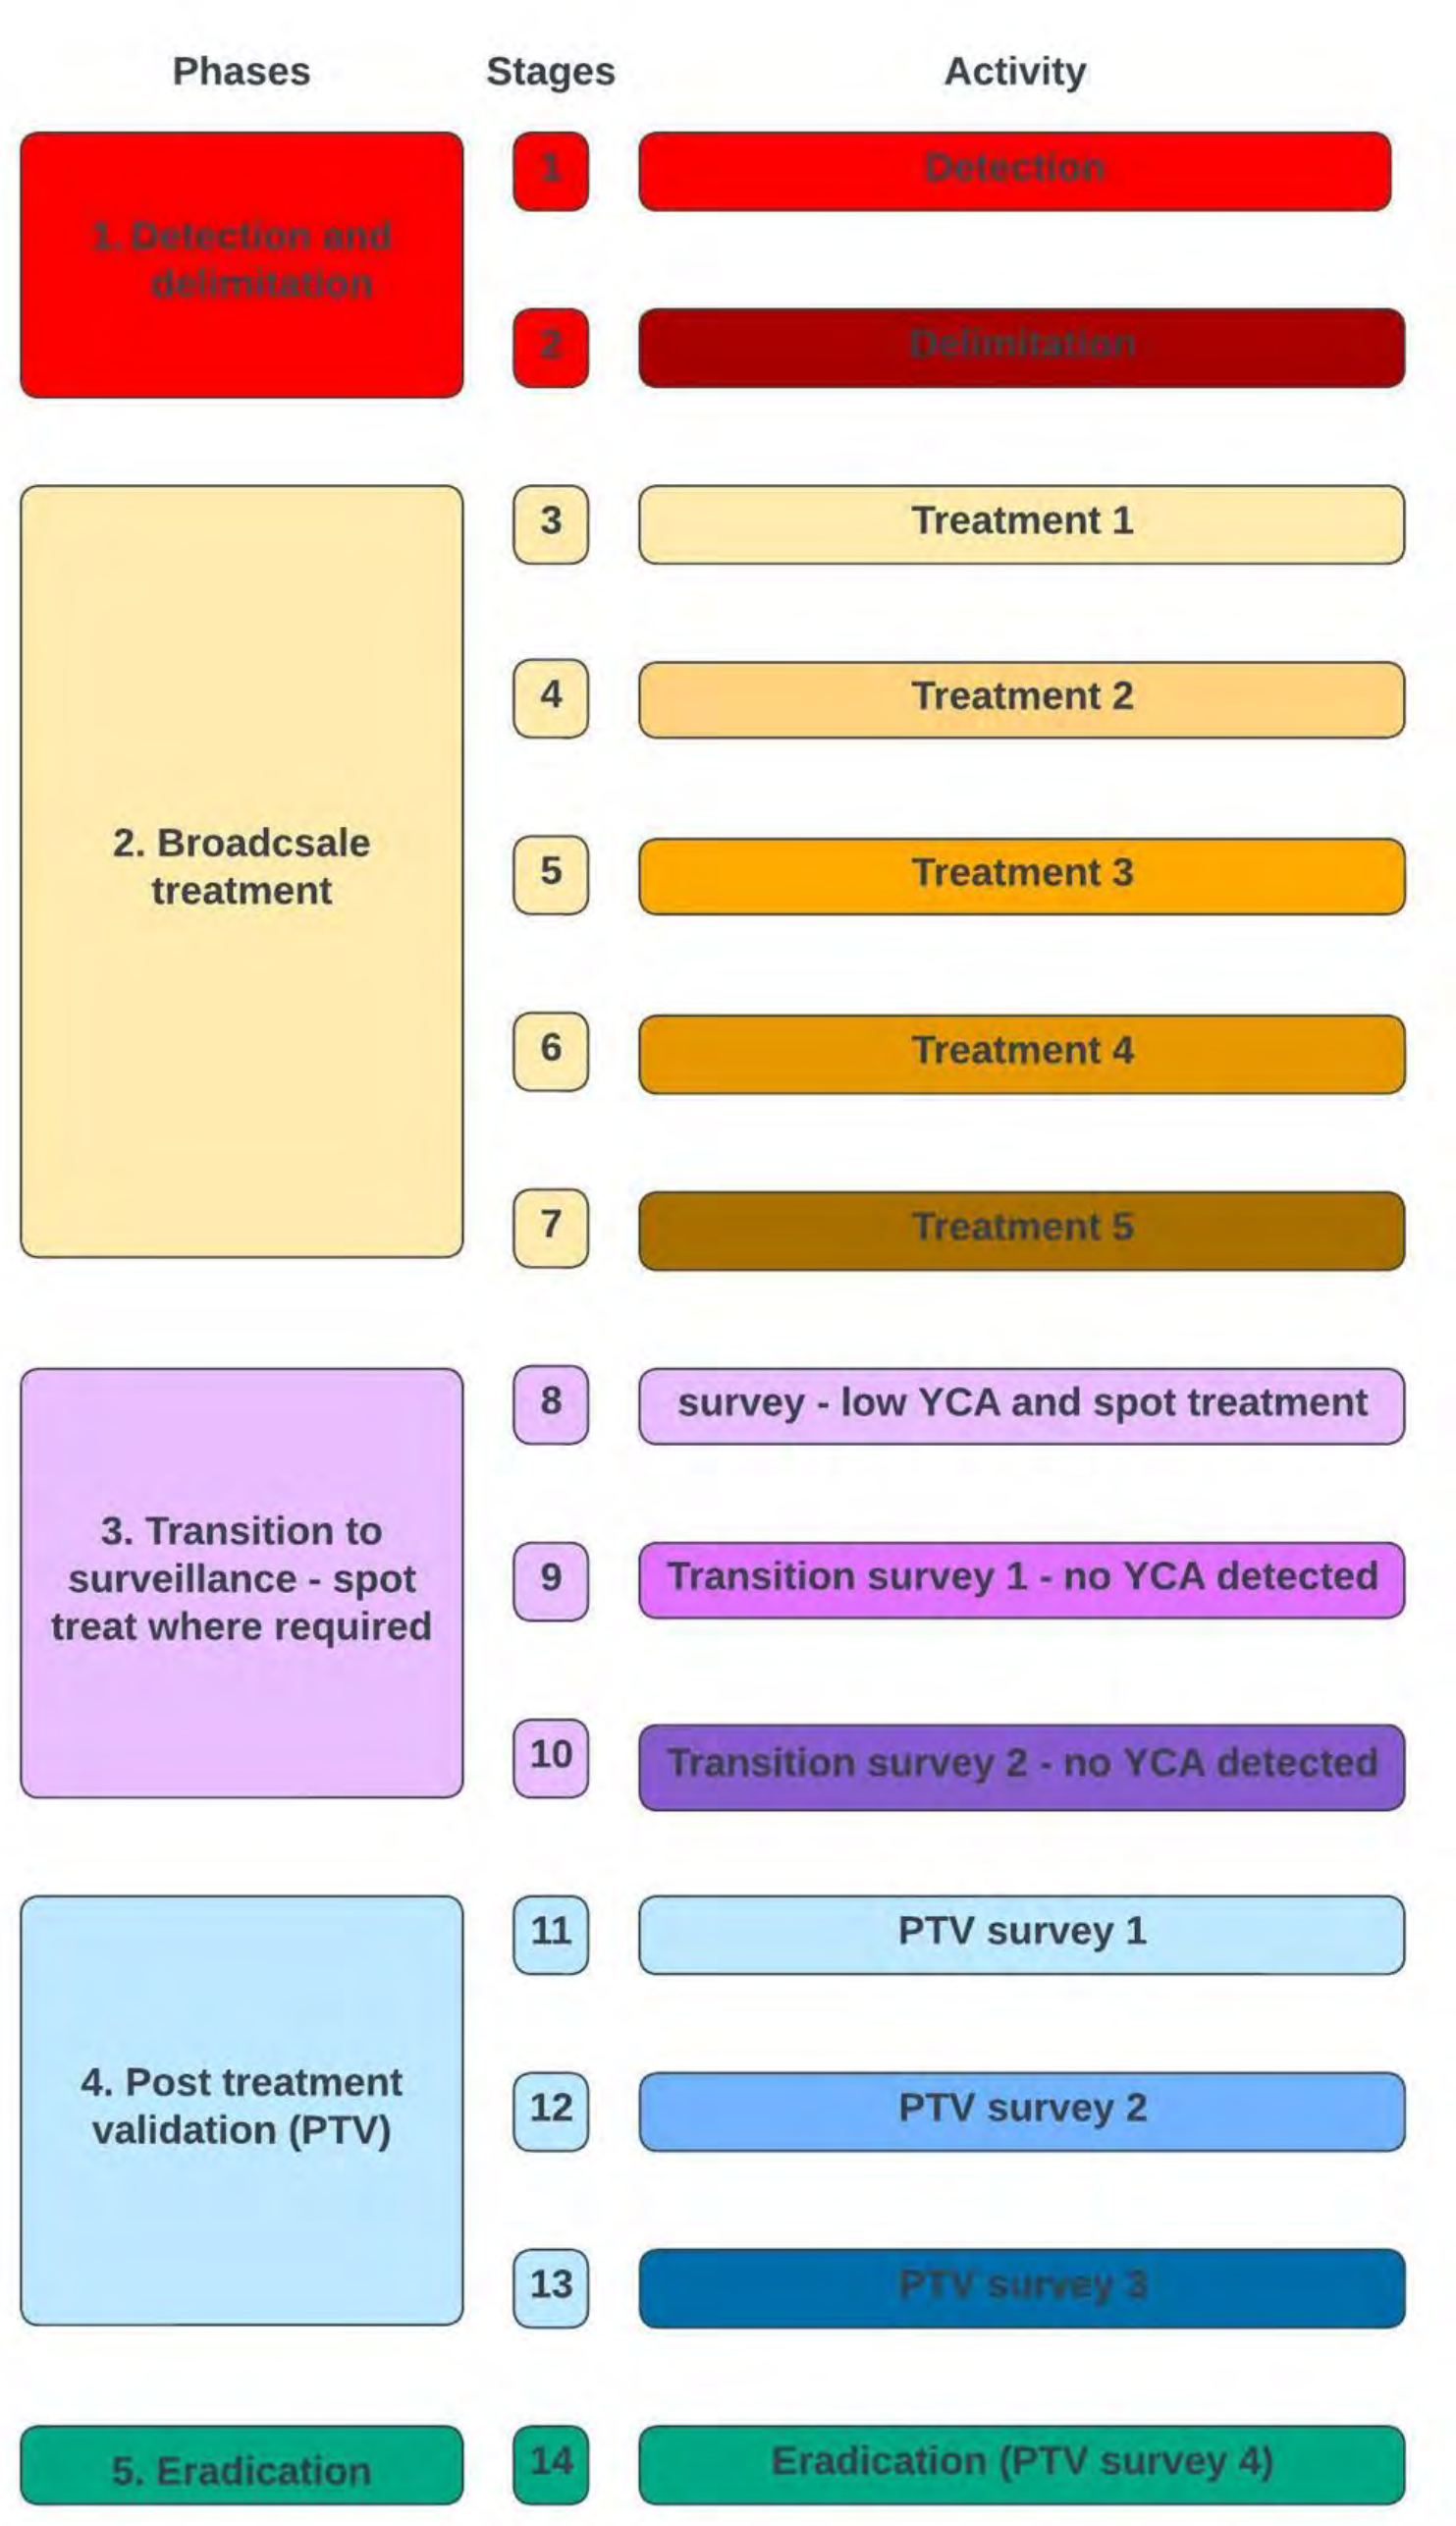 Phases Stages Activity
1 Detection
1. Detection and
delimitation
2 Delimitation
3 Treatment 1
4 Treatment 2
2. Broadcsale
treatment
5 Treatment 3
6 Treatment 4
7 Treatment 5
8 survey - low YCA and spot treatment
3. Transition to
surveillance - spot
treat where required
9 Transition survey 1 - no YCA detected
10 Transition survey 2 - no YCA detected
11 PTV survey 1
4. Post treatment
validation (PTV)
12 PTV survey 2
13 PTV survey 3
5. Eradication 14 Eradication (PTV survey 4)